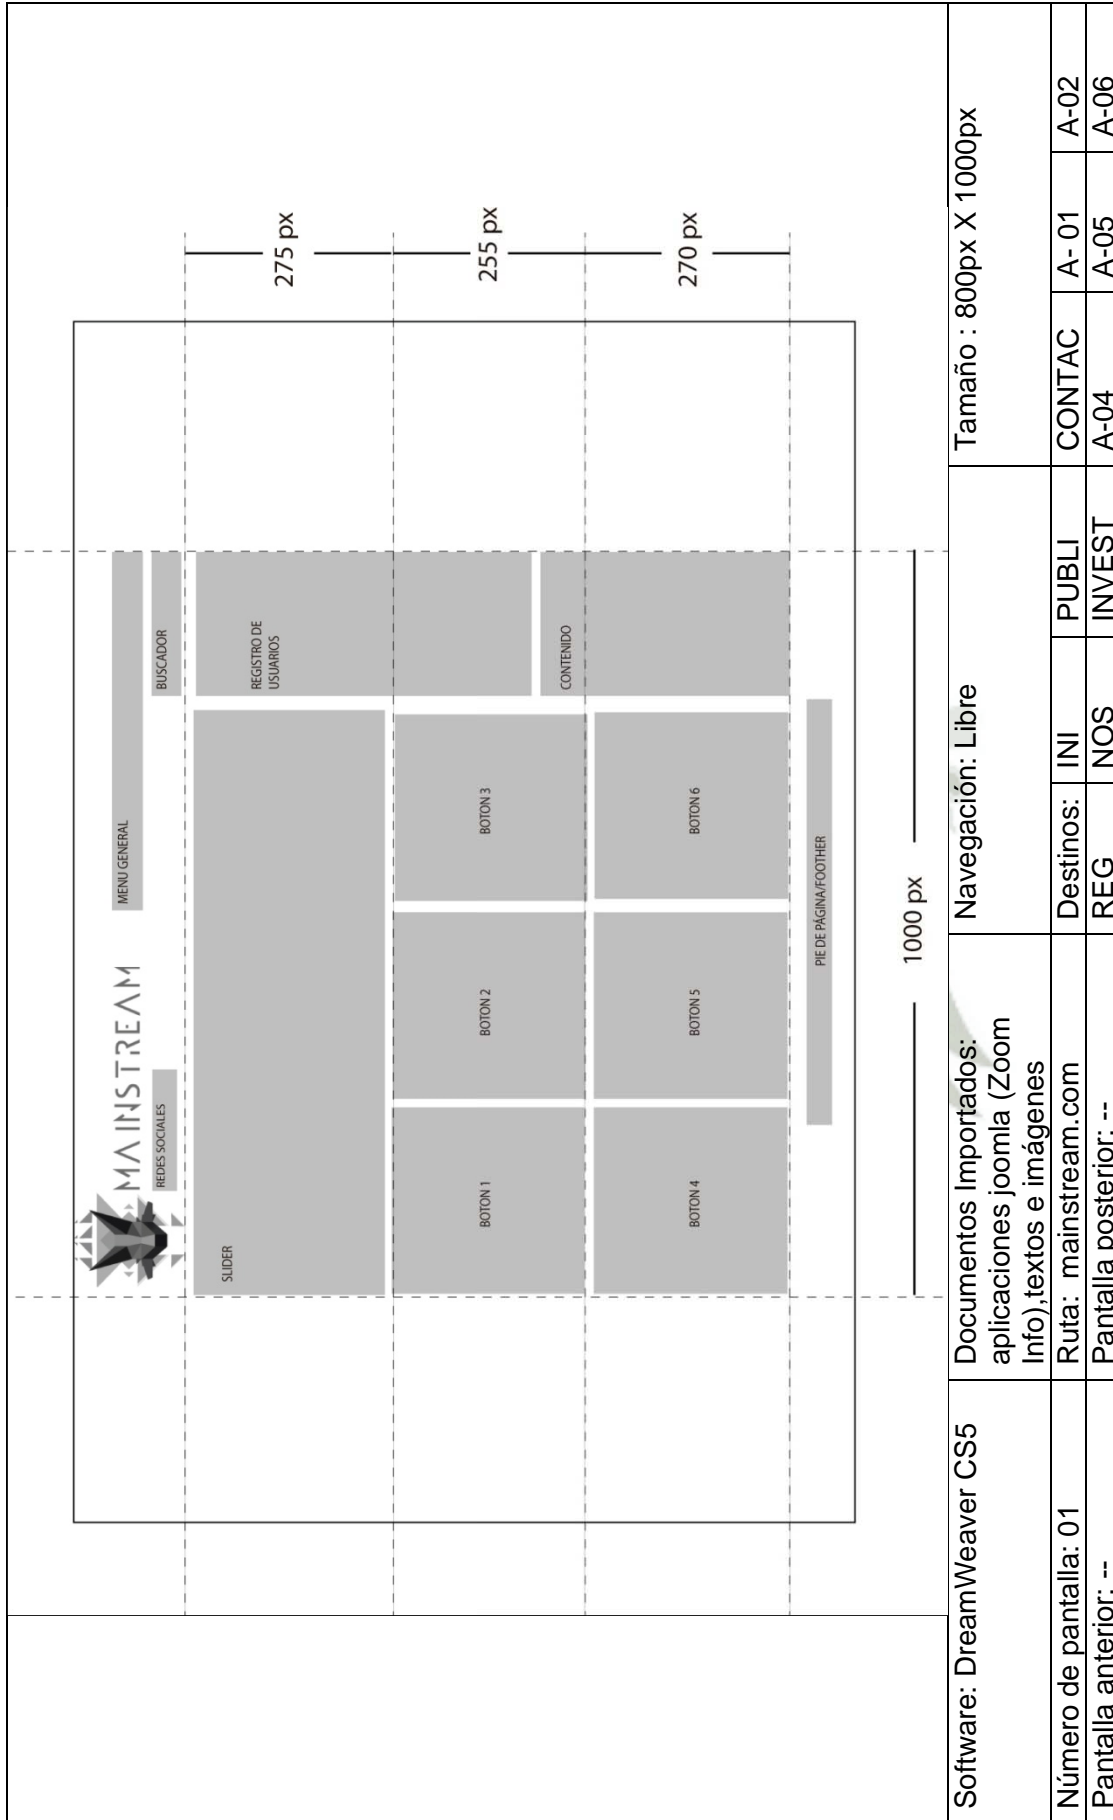 MAINSTREAM
MENU GENERAL
REDES SOCIALES
BUSCADOR
SLIDER
REGISTRO DE
USUARIOS
275 px
BOTON 1
BOTON 2
BOTON 3
CONTENIDO
255 px
BOTON 4
BOTON 5
BOTON 6
270 px
PIE DE PÁGINA/FOOTHER
1000 px
Software: DreamWeaver CS5
Documentos Importados:
aplicaciones joomla (Zoom
Info),textos e imágenes
Navegación: Libre
Tamaño : 800px X 1000px
Número de pantalla: 01
Ruta: mainstream.com
Destinos:
INI
PUBLI
CONTAC
A- 01
A-02
Pantalla anterior: --
Pantalla posterior: --
REG
NOS
INVEST
A-04
A-05
A-06